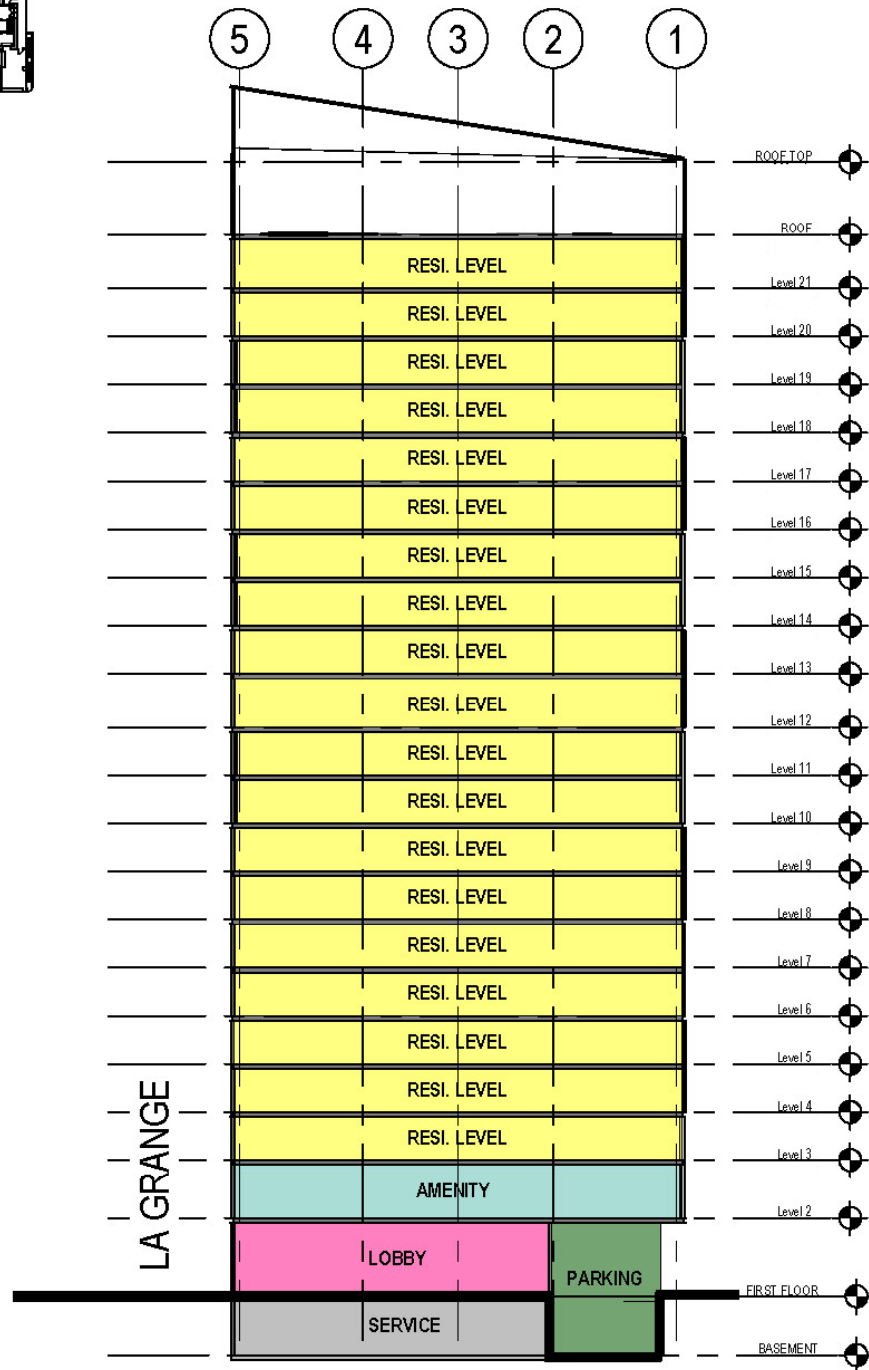 5 4 3 2 1
ROOF TOP
ROOF
RESI. LEVEL
Level 21
RESI. LEVEL
Level 20
RESI. LEVEL
Level 19
RESI. LEVEL
Level 18
RESI. LEVEL
Level 17
RESI. LEVEL
Level 16
RESI. LEVEL
Level 15
RESI. LEVEL
Level 14
RESI. LEVEL
Level 13
RESI. LEVEL
Level 12
RESI. LEVEL
Level 11
RESI. LEVEL
Level 10
RESI. LEVEL
Level 9
RESI. LEVEL
Level 8
RESI. LEVEL
Level 7
RESI. LEVEL
Level 6
RESI. LEVEL
Level 5
RESI. LEVEL
Level 4
RESI. LEVEL
Level 3
AMENITY
Level 2
LA GRANGE
LOBBY
PARKING
FIRST FLOOR
SERVICE
BASEMENT